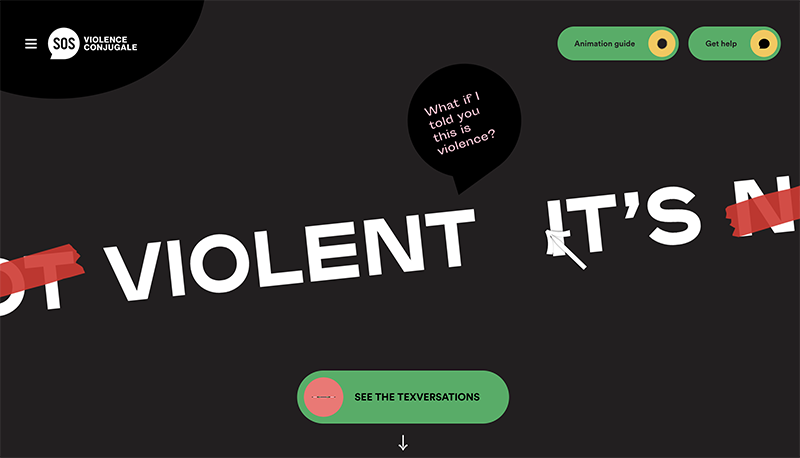 SOS
VIOLENCE
CONJUGALE
Animation guide
Get help
What if I
told you
this is
violence?
OT VIOLENT IT'S N
SEE THE TEXVERSATIONS